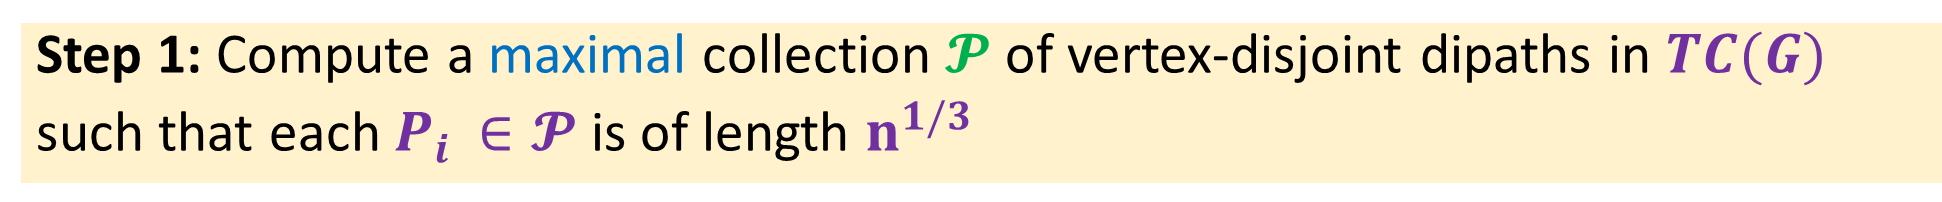 Step 1: Compute a maximal collection 𝓟 of vertex-disjoint dipaths in TC(G)
such that each Pᵢ ∈ 𝓟 is of length n^{1/3}